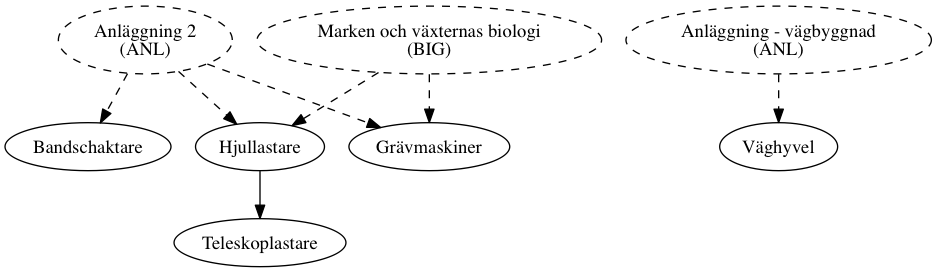 Anläggning 2
(ANL)
Marken och växternas biologi
(BIG)
Anläggning - vägbyggnad
(ANL)
Bandschaktare
Hjullastare
Grävmaskiner
Väghyvel
Teleskoplastare